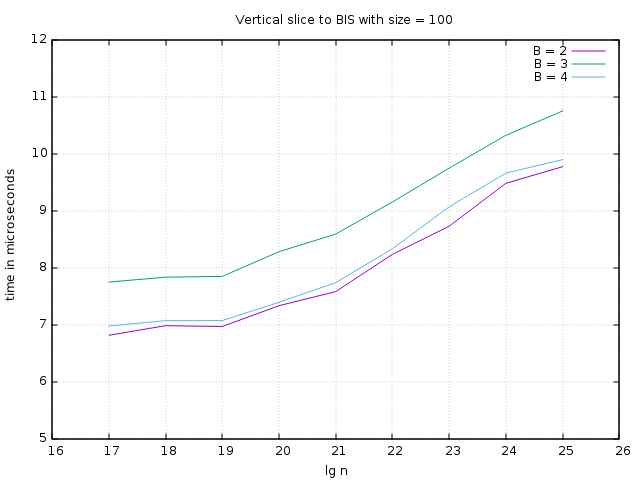 Vertical slice to BIS with size = 100
12
11
10
9
8
7
6
5
time in microseconds
B = 2
B = 3
B = 4
16 17 18 19 20 21 22 23 24 25 26
lg n